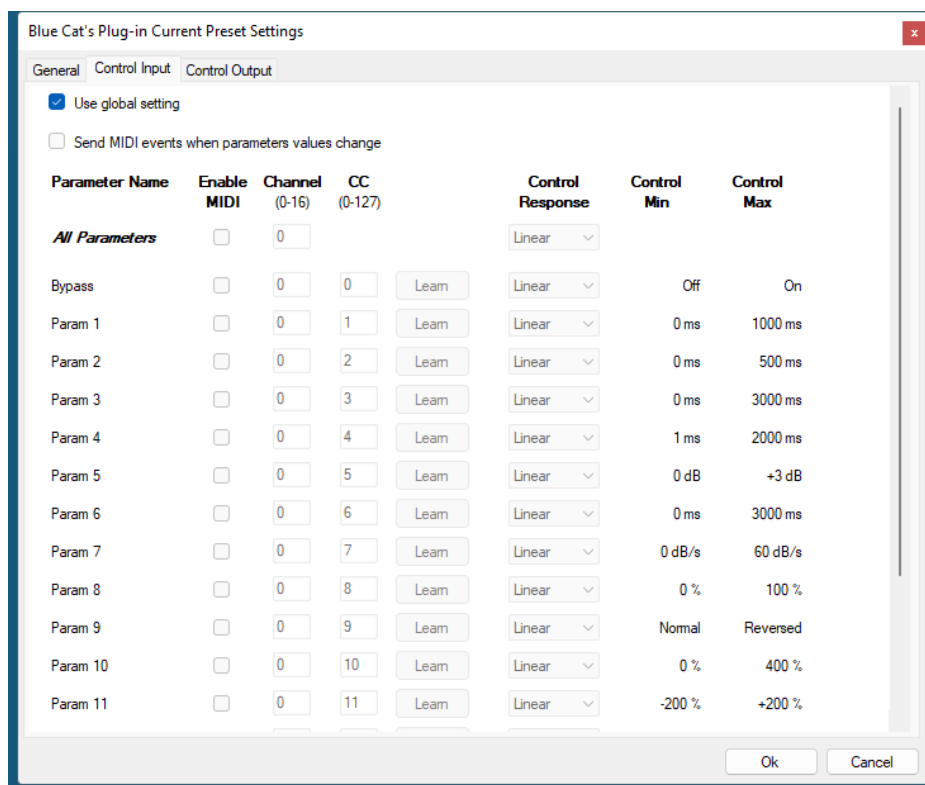 Blue Cat's Plug-in Current Preset Settings
x
General Control Input Control Output
Use global setting
Send MIDI events when parameters values change
Parameter Name Enable MIDI Channel (0-16) CC (0-127) Control Response Control Min Control Max
All Parameters 0 Linear
Bypass 0 0 Learn Linear Off On
Param 1 0 1 Learn Linear 0 ms 1000 ms
Param 2 0 2 Learn Linear 0 ms 500 ms
Param 3 0 3 Learn Linear 0 ms 3000 ms
Param 4 0 4 Learn Linear 1 ms 2000 ms
Param 5 0 5 Learn Linear 0 dB +3 dB
Param 6 0 6 Learn Linear 0 ms 3000 ms
Param 7 0 7 Learn Linear 0 dB/s 60 dB/s
Param 8 0 8 Learn Linear 0 % 100 %
Param 9 0 9 Learn Linear Normal Reversed
Param 10 0 10 Learn Linear 0 % 400 %
Param 11 0 11 Learn Linear -200 % +200 %
Ok Cancel